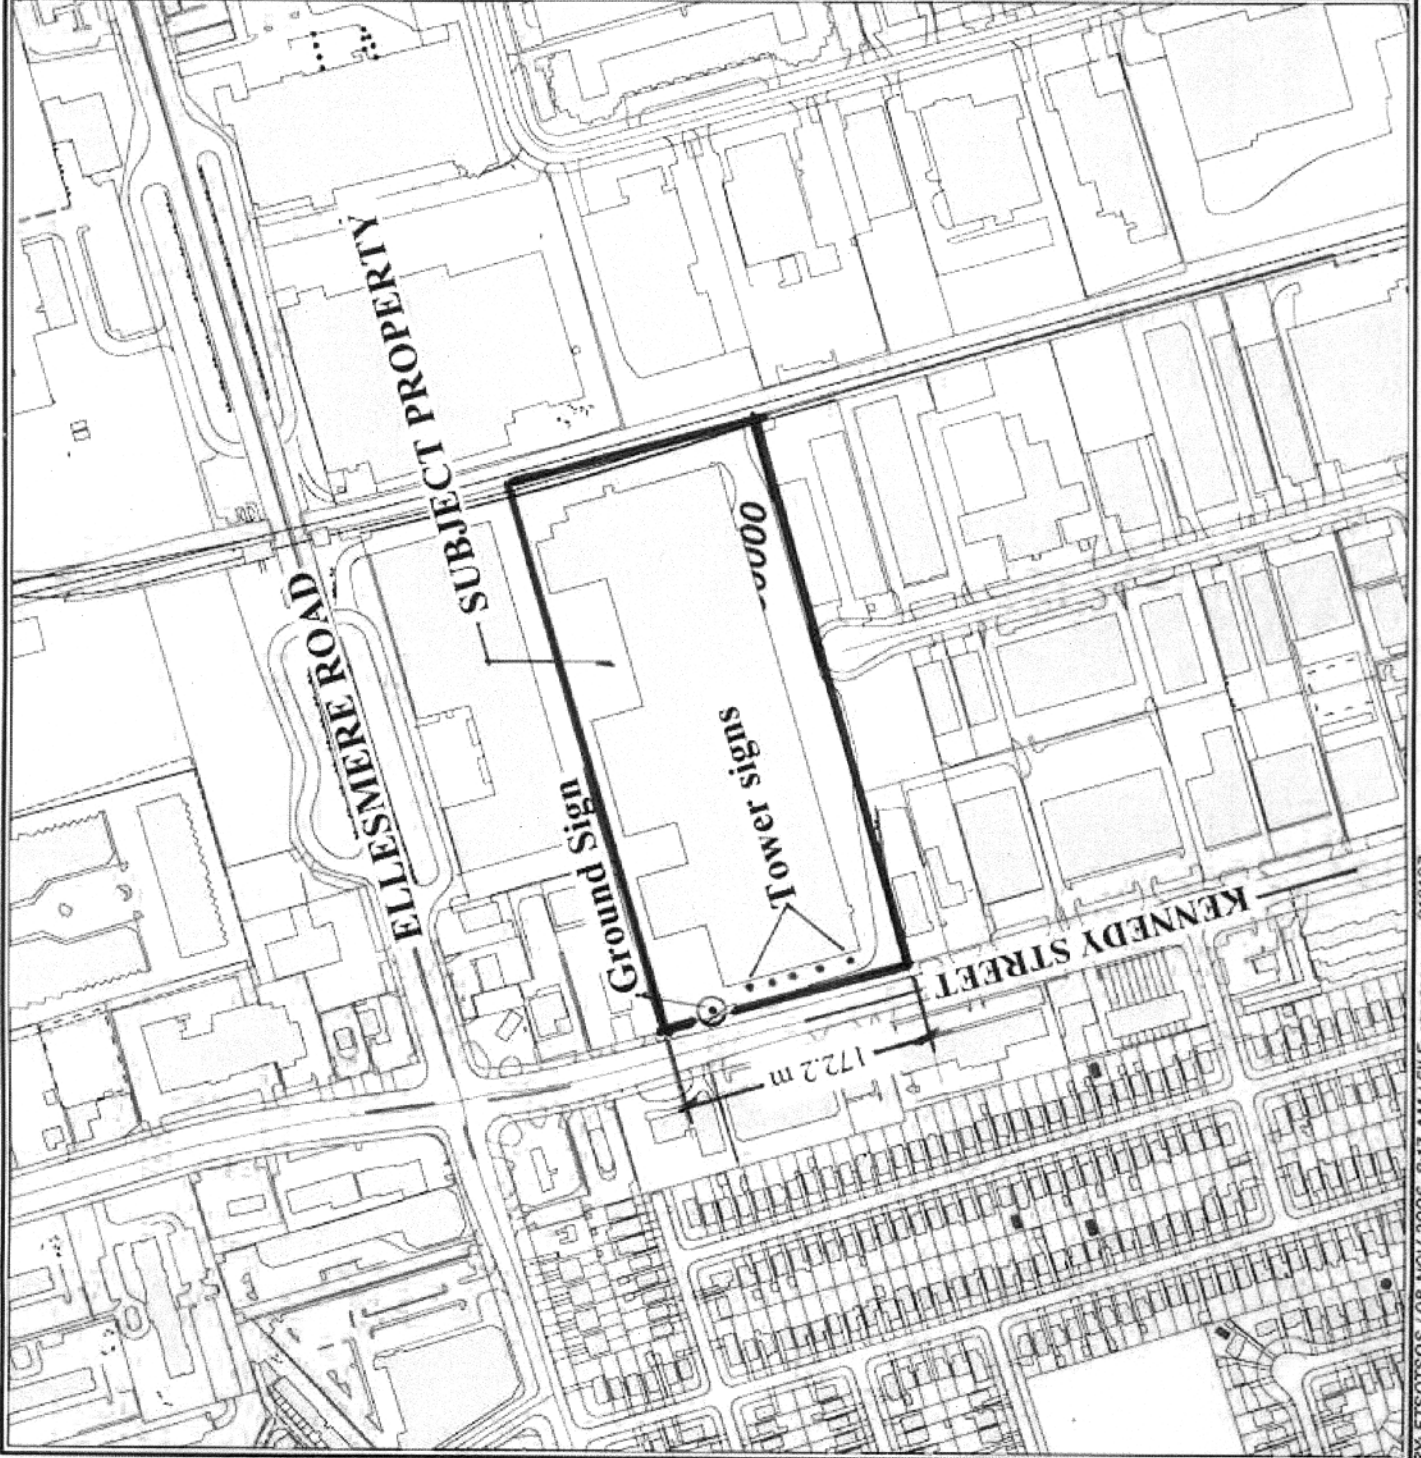 ELLESMERE ROAD
SUBJECT PROPERTY
Ground Sign
Tower signs
KENNEDY STREET
172.2 m